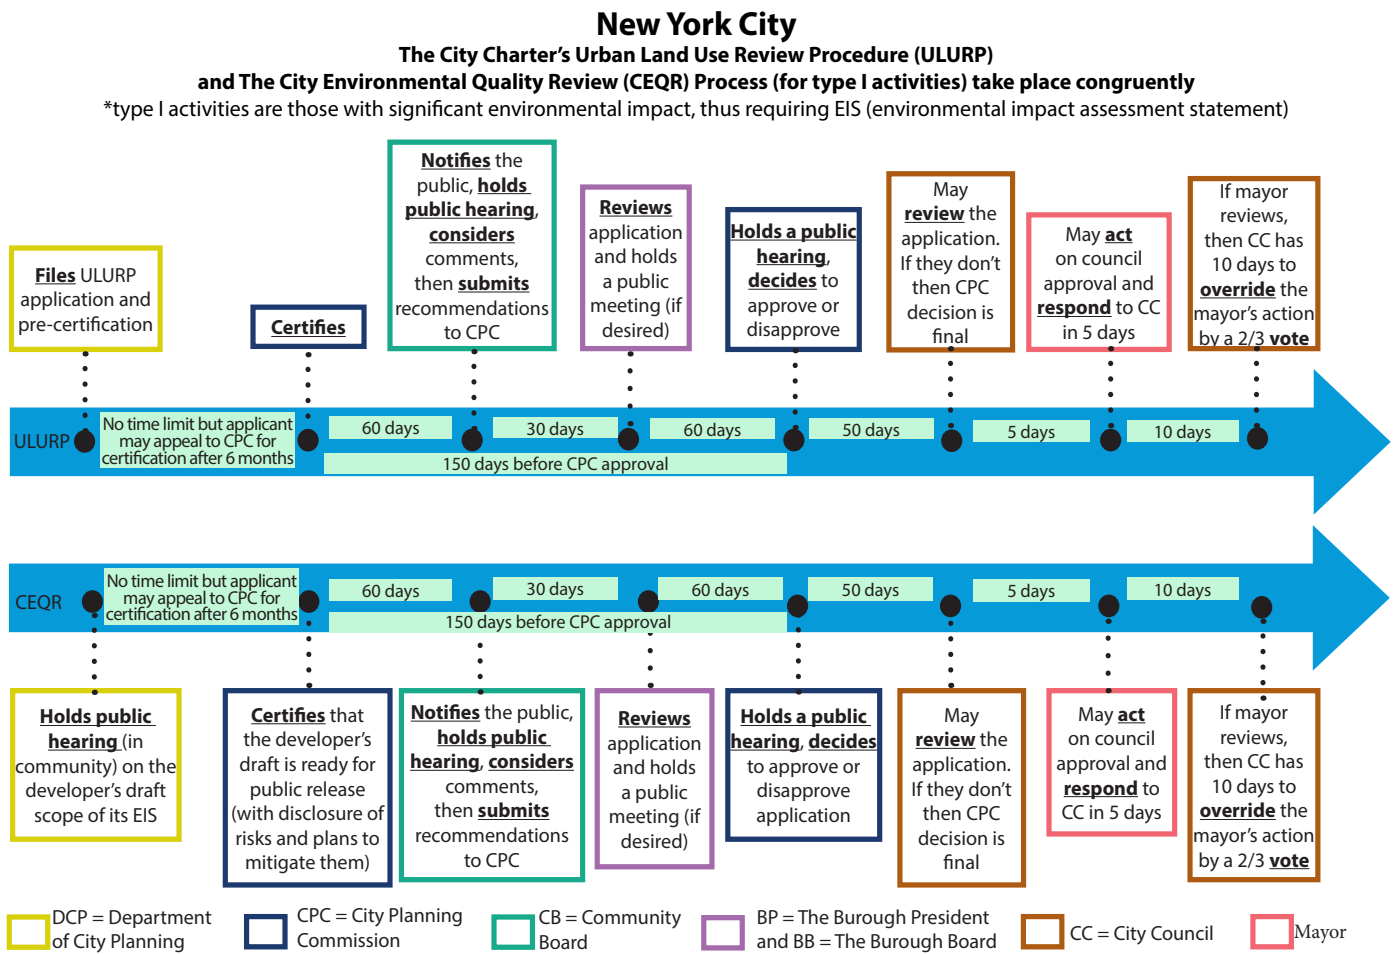 New York City
The City Charter's Urban Land Use Review Procedure (ULURP)
and The City Environmental Quality Review (CEQR) Process (for type I activities) take place congruently
*type I activities are those with significant environmental impact, thus requiring EIS (environmental impact assessment statement)
Files ULURP
application and
pre-certification
Certifies
Notifies the
public, holds
public hearing,
considers
comments,
then submits
recommendations
to CPC
Reviews
application
and holds
a public
meeting (if
desired)
Holds a public
hearing,
decides to
approve or
disapprove
May
review the
application.
If they don't
then CPC
decision is
final
May act
on council
approval and
respond to CC
in 5 days
If mayor
reviews,
then CC has
10 days to
override the
mayor's action
by a 2/3 vote
ULURP
No time limit but applicant
may appeal to CPC for
certification after 6 months
60 days
30 days
60 days
50 days
5 days
10 days
150 days before CPC approval
CEQR
No time limit but applicant
may appeal to CPC for
certification after 6 months
60 days
30 days
60 days
50 days
5 days
10 days
150 days before CPC approval
Holds public
hearing (in
community) on the
developer's draft
scope of its EIS
Certifies that
the developer's
draft is ready for
public release
(with disclosure of
risks and plans to
mitigate them)
Notifies the public,
holds public
hearing, considers
comments,
then submits
recommendations
to CPC
Reviews
application
and holds
a public
meeting (if
desired)
Holds a public
hearing, decides
to approve or
disapprove
application
May
review the
application.
If they don't
then CPC
decision is
final
May act
on council
approval and
respond to
CC in 5 days
If mayor
reviews,
then CC has
10 days to
override the
mayor's action
by a 2/3 vote
DCP = Department
of City Planning
CPC = City Planning
Commission
CB = Community
Board
BP = The Burough President
and BB = The Burough Board
CC = City Council
Mayor